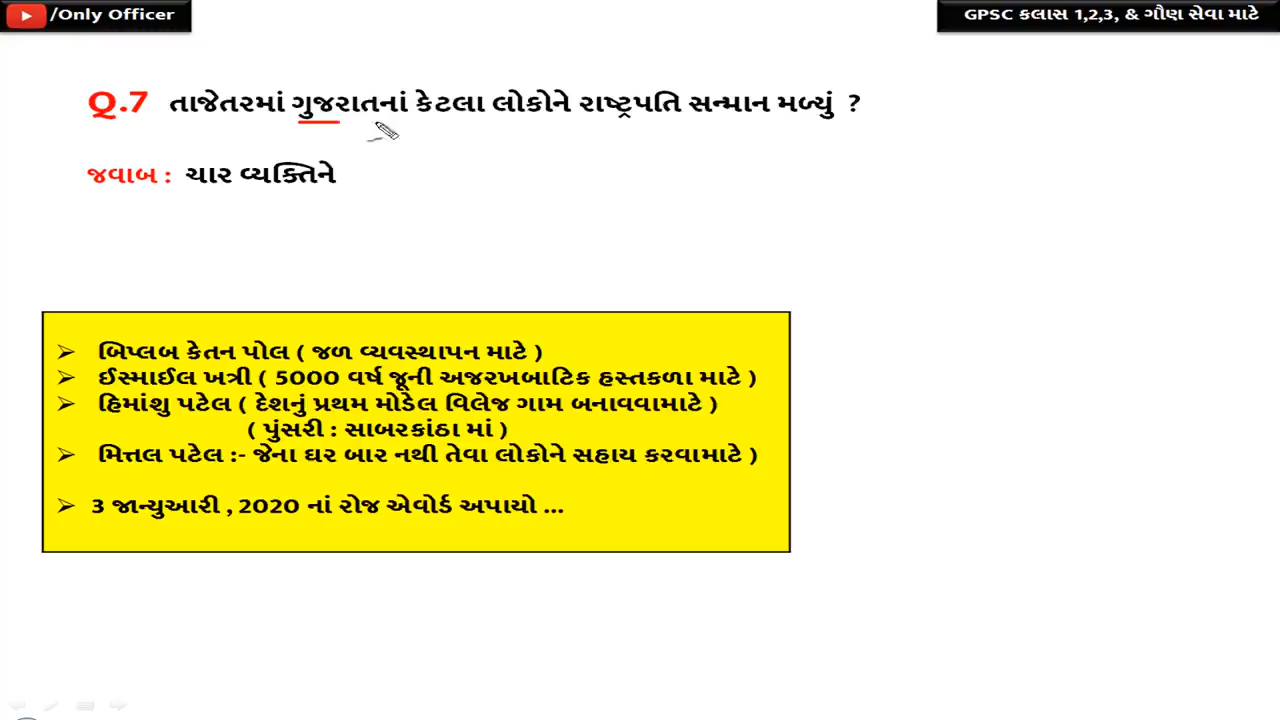 /Only Officer
GPSC કલાસ 1,2,3, & ગૌણ સેવા માટે
Q.7 તાજેતરમાં ગુજરાતનાં કેટલા લોકોને રાષ્ટ્રપતિ સન્માન મળ્યું ?
જવાબ : ચાર વ્યક્તિને
➢ બિપ્લબ કેતન પોલ ( જળ વ્યવસ્થાપન માટે )
➢ ઈસ્માઈલ ખત્રી ( 5000 વર્ષ જૂની અજરખબાટિક હસ્તકળા માટે )
➢ હિમાંશુ પટેલ ( દેશનું પ્રથમ મોડેલ વિલેજ ગામ બનાવવામાટે )
( પુંસરી : સાબરકાંઠા માં )
➢ મિત્તલ પટેલ :- જેના ઘર બાર નથી તેવા લોકોને સહાય કરવામાટે )
➢ 3 જાન્યુઆરી , 2020 નાં રોજ એવોર્ડ અપાયો ...